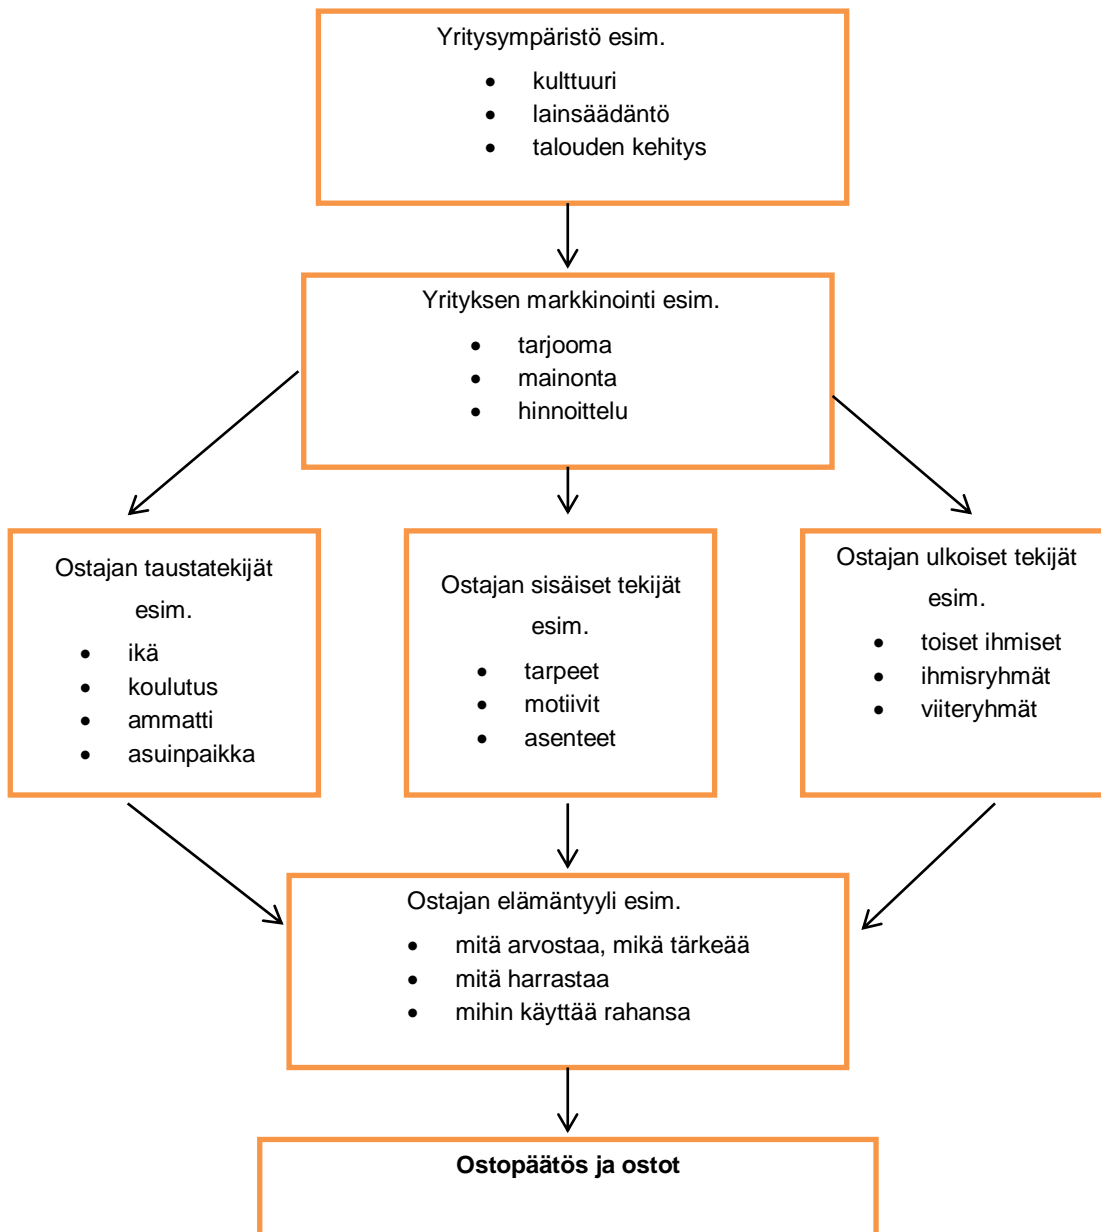 Yritysympäristö esim.
• kulttuuri
• lainsäädäntö
• talouden kehitys
Yrityksen markkinointi esim.
• tarjooma
• mainonta
• hinnoittelu
Ostajan taustatekijät
esim.
• ikä
• koulutus
• ammatti
• asuinpaikka
Ostajan sisäiset tekijät
esim.
• tarpeet
• motiivit
• asenteet
Ostajan ulkoiset tekijät
esim.
• toiset ihmiset
• ihmisryhmät
• viiteryhmät
Ostajan elämäntyyli esim.
• mitä arvostaa, mikä tärkeää
• mitä harrastaa
• mihin käyttää rahansa
Ostopäätös ja ostot